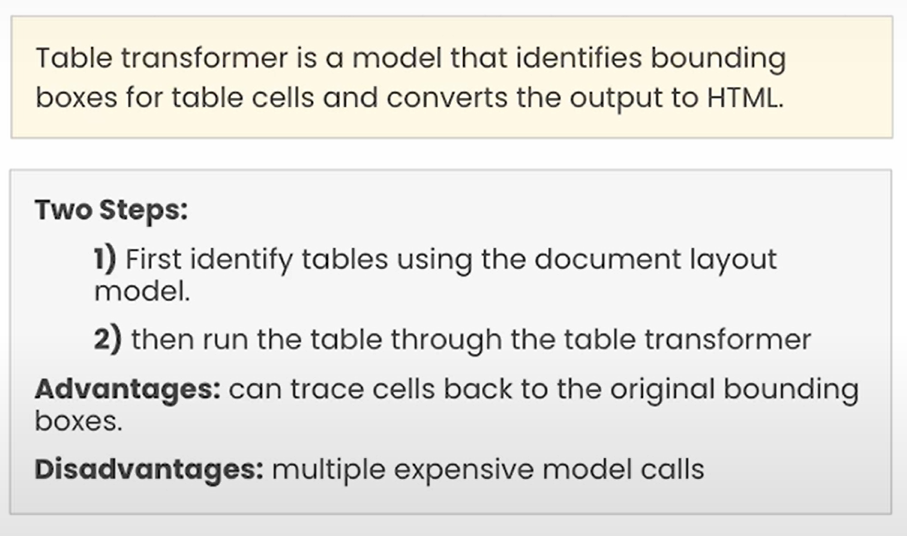 Table transformer is a model that identifies bounding
boxes for table cells and converts the output to HTML.
Two Steps:
1) First identify tables using the document layout
model.
2) then run the table through the table transformer
Advantages: can trace cells back to the original bounding
boxes.
Disadvantages: multiple expensive model calls